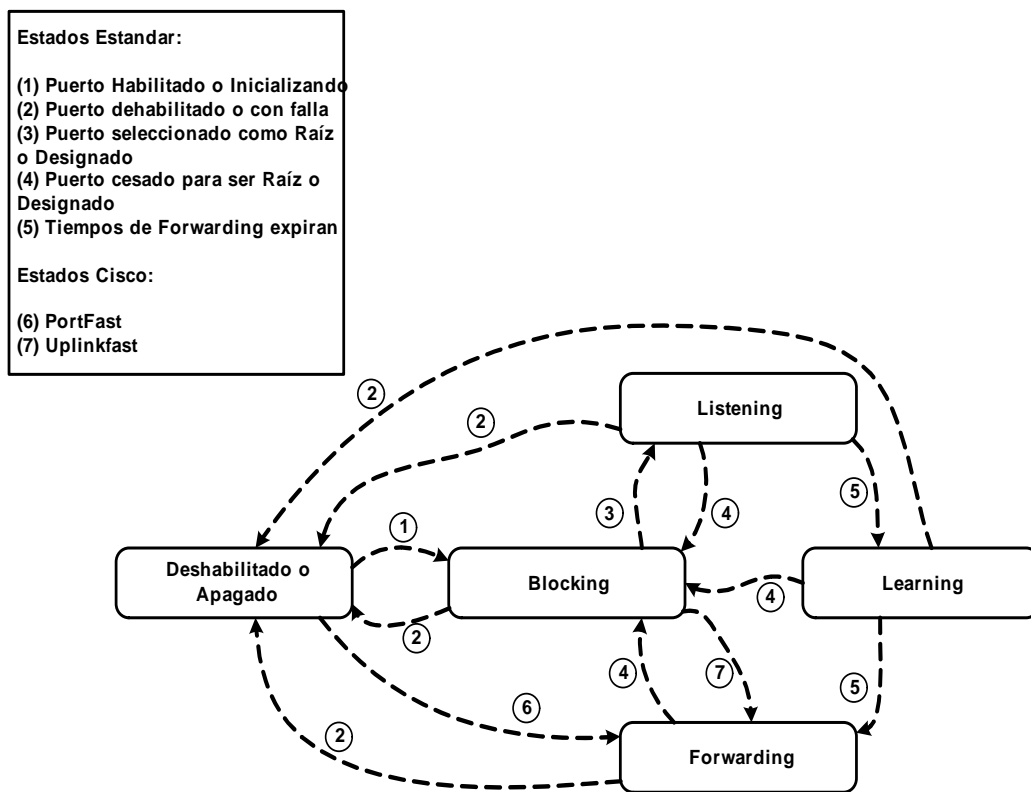 Estados Estandar:
(1) Puerto Habilitado o Inicializando
(2) Puerto dehabilitado o con falla
(3) Puerto seleccionado como Raíz
o Designado
(4) Puerto cesado para ser Raíz o
Designado
(5) Tiempos de Forwarding expiran
Estados Cisco:
(6) PortFast
(7) Uplinkfast
2
Listening
2
5
3
4
1
Deshabilitado o
Apagado
Blocking
Learning
4
2
4
7
5
6
2
Forwarding